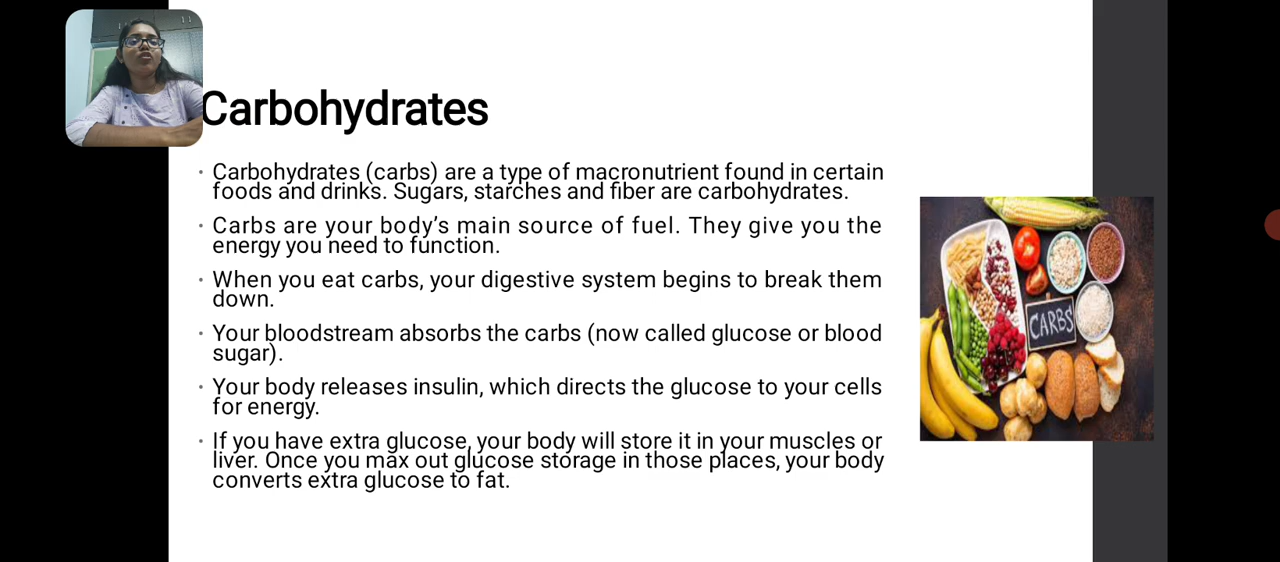 Carbohydrates
• Carbohydrates (carbs) are a type of macronutrient found in certain
foods and drinks. Sugars, starches and fiber are carbohydrates.
• Carbs are your body’s main source of fuel. They give you the
energy you need to function.
• When you eat carbs, your digestive system begins to break them
down.
• Your bloodstream absorbs the carbs (now called glucose or blood
sugar).
• Your body releases insulin, which directs the glucose to your cells
for energy.
• If you have extra glucose, your body will store it in your muscles or
liver. Once you max out glucose storage in those places, your body
converts extra glucose to fat.
CARBS